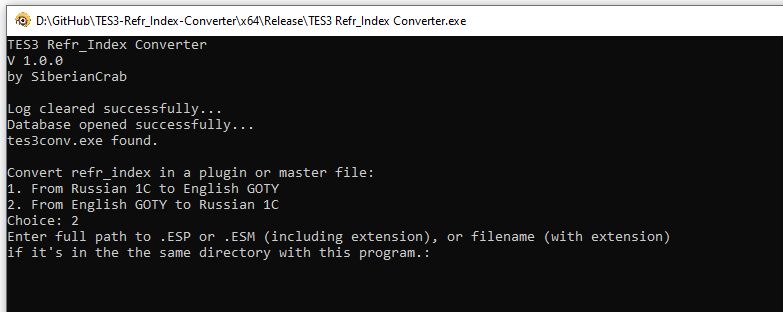 D:\GitHub\TES3-Refr_Index-Converter\x64\Release\TES3 Refr_Index Converter.exe
TES3 Refr_Index Converter
V 1.0.0
by SiberianCrab
Log cleared successfully...
Database opened successfully...
tes3conv.exe found.
Convert refr_index in a plugin or master file:
1. From Russian 1C to English GOTY
2. From English GOTY to Russian 1C
Choice: 2
Enter full path to .ESP or .ESM (including extension), or filename (with extension)
if it's in the the same directory with this program.: